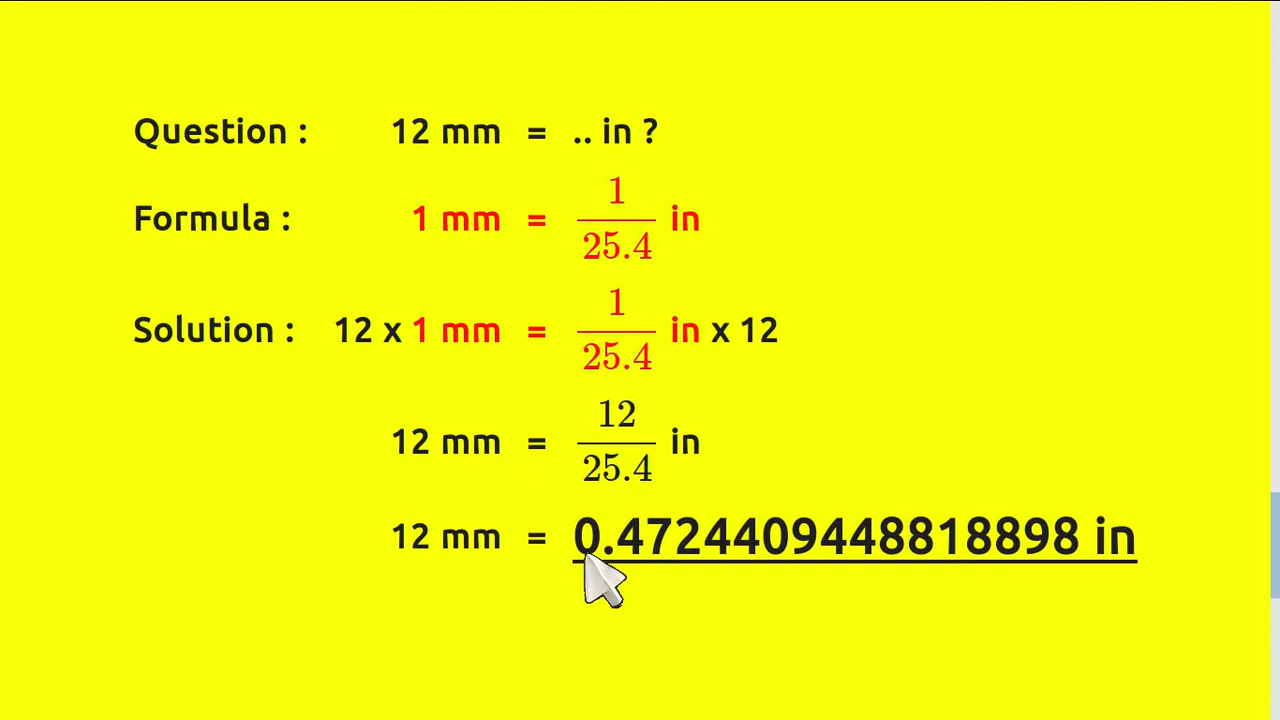 Question : 12 mm = .. in ?
Formula : 1 mm = 1/25.4 in
Solution : 12 x 1 mm = 1/25.4 in x 12
12 mm = 12/25.4 in
12 mm = 0.4724409448818898 in